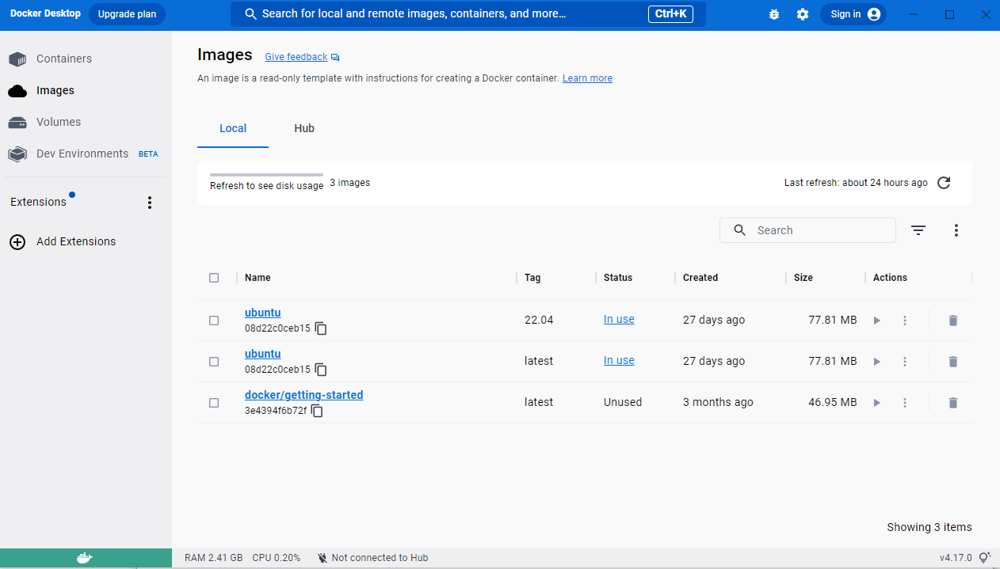 Docker Desktop Upgrade plan Search for local and remote images, containers, and more... Ctrl+K Sign in
Containers
Images
Volumes
Dev Environments BETA
Extensions
Add Extensions
Images Give feedback
An image is a read-only template with instructions for creating a Docker container. Learn more
Local Hub
Refresh to see disk usage 3 images Last refresh: about 24 hours ago
Search
Name Tag Status Created Size Actions
ubuntu
08d22c0ceb15 22.04 In use 27 days ago 77.81 MB
ubuntu
08d22c0ceb15 latest In use 27 days ago 77.81 MB
docker/getting-started
3e4394f6b72f latest Unused 3 months ago 46.95 MB
Showing 3 items
RAM 2.41 GB CPU 0.20% Not connected to Hub v4.17.0